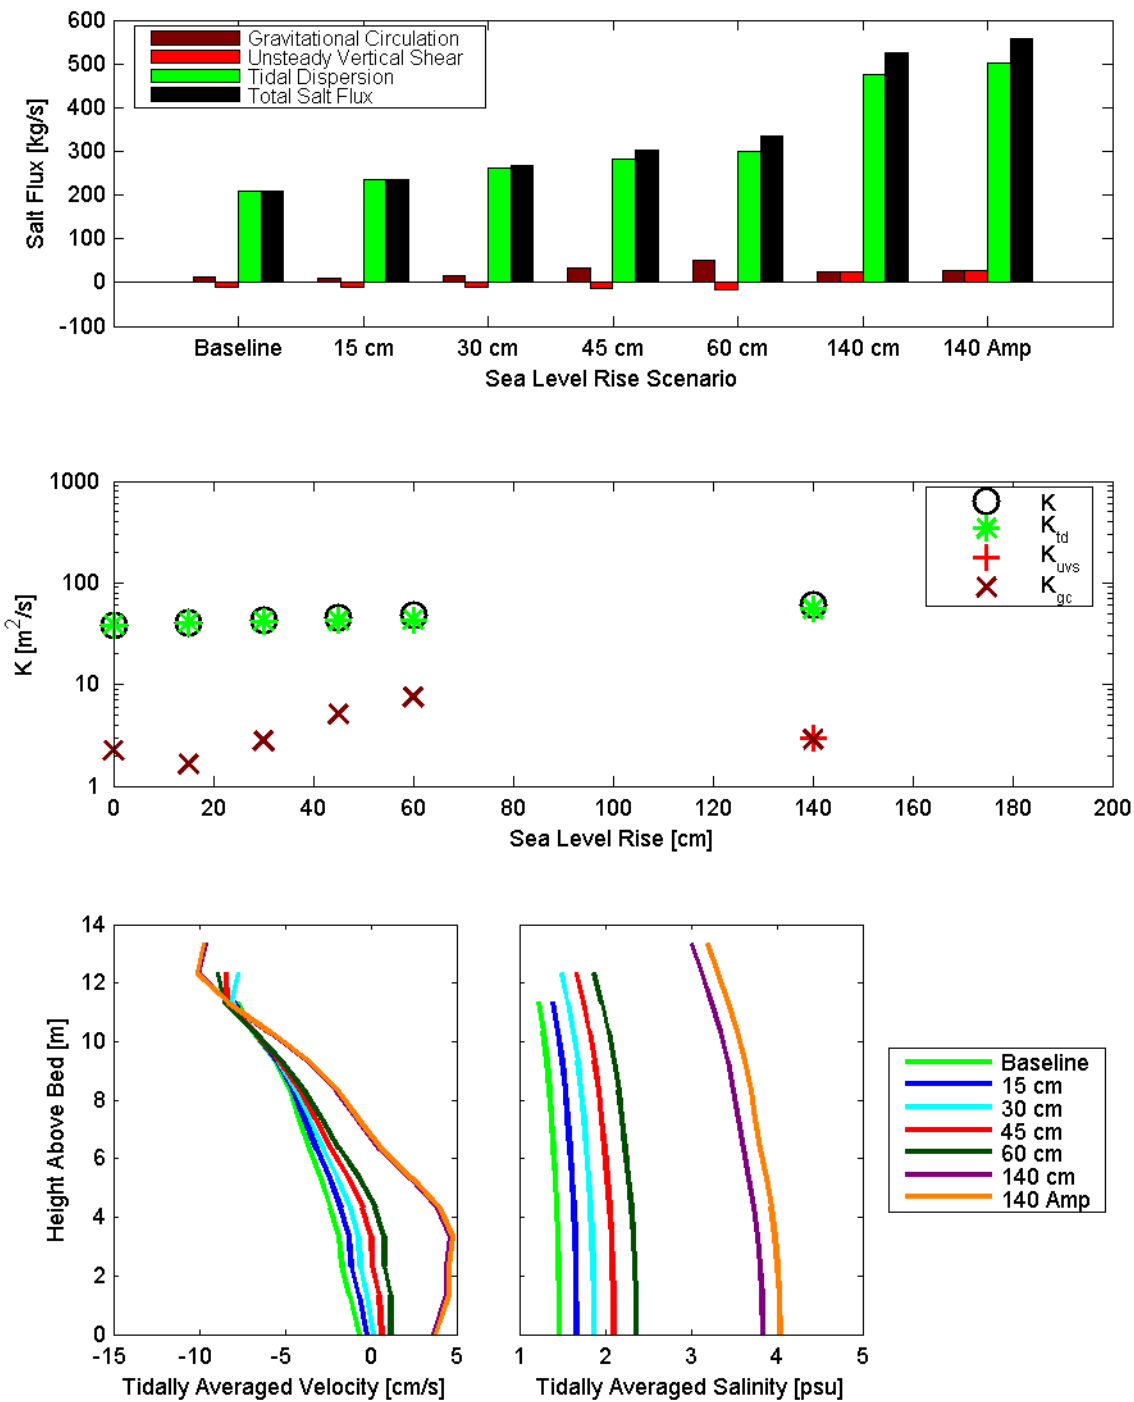 600
500
400
300
200
100
0
-100
Salt Flux [kg/s]
Gravitational Circulation
Unsteady Vertical Shear
Tidal Dispersion
Total Salt Flux
Baseline 15 cm 30 cm 45 cm 60 cm 140 cm 140 Amp
Sea Level Rise Scenario
1000
100
10
1
K [m²/s]
K
K_td
K_uvs
K_gc
0 20 40 60 80 100 120 140 160 180 200
Sea Level Rise [cm]
14
12
10
8
6
4
2
0
Height Above Bed [m]
-15 -10 -5 0 5
Tidally Averaged Velocity [cm/s]
1 2 3 4 5
Tidally Averaged Salinity [psu]
Baseline
15 cm
30 cm
45 cm
60 cm
140 cm
140 Amp